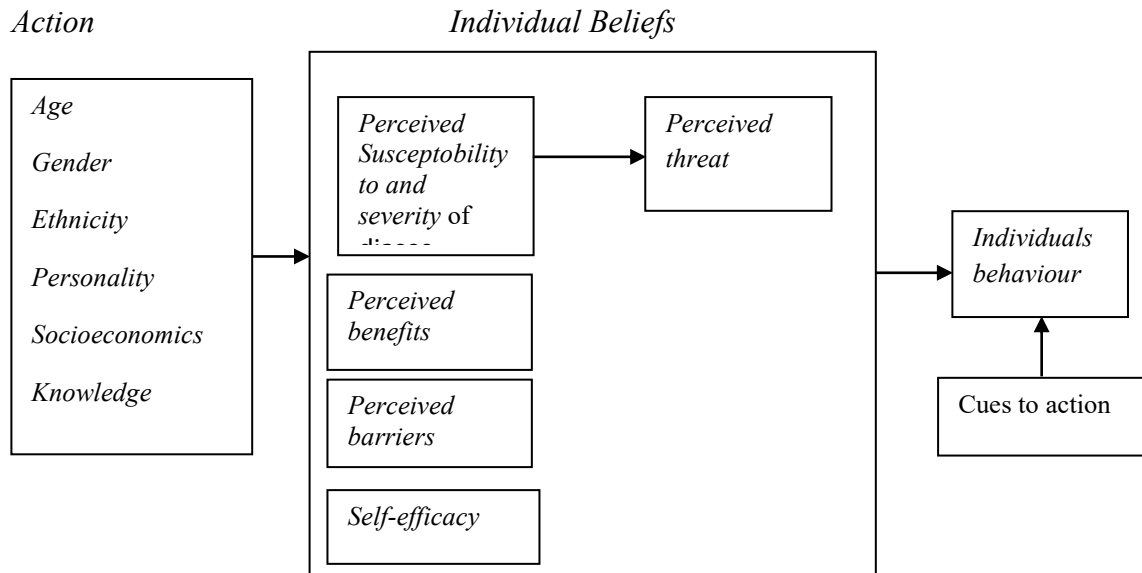 Action
Individual Beliefs
Age
Gender
Ethnicity
Personality
Socioeconomics
Knowledge
Perceived
Susceptobility
to and
severity of
Perceived
threat
Perceived
benefits
Perceived
barriers
Self-efficacy
Individuals
behaviour
Cues to action